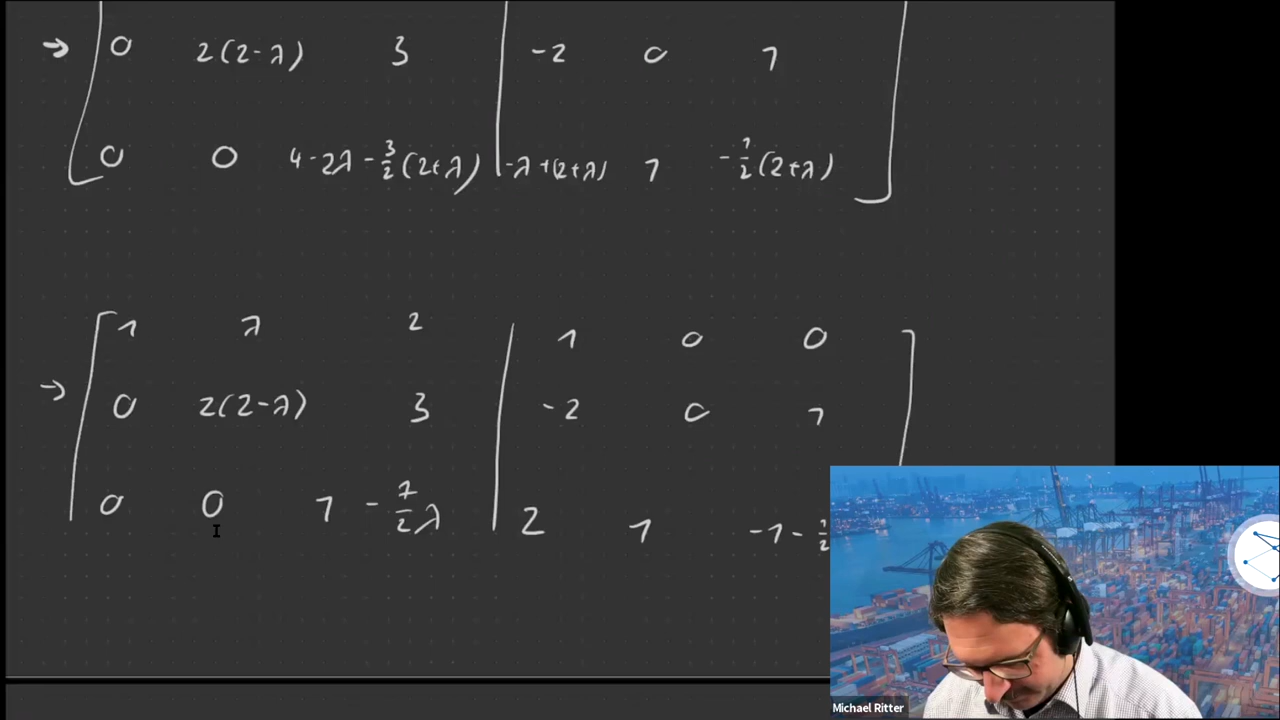 → 0 2(2-λ) 3 | -2 0 1
0 0 4-2λ-3/2(2+λ) | -λ+(2+λ) 1 -1/2(2+λ)
1 λ 2 | 1 0 0
→ 0 2(2-λ) 3 | -2 0 1
0 0 1 - 7/2λ | 2 1 -1-1/2
Michael Ritter